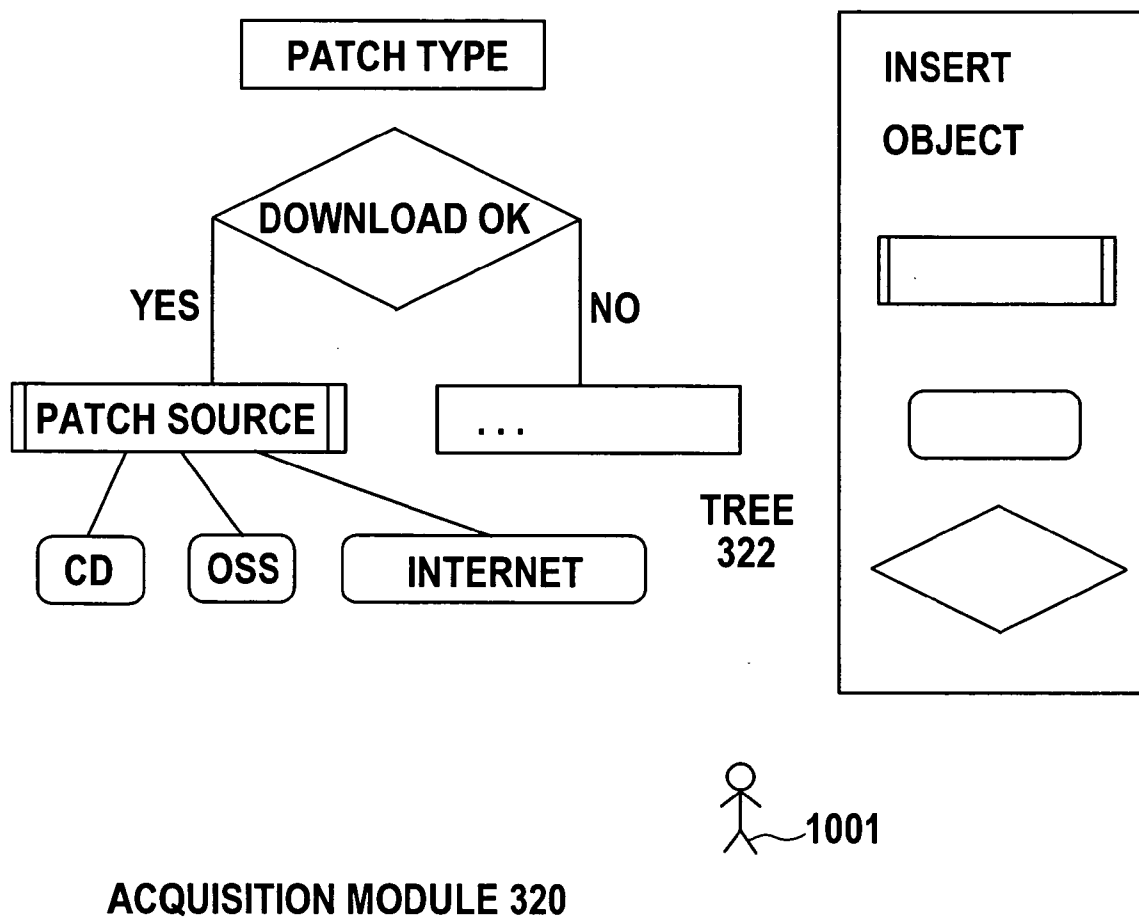 PATCH TYPE
DOWNLOAD OK
YES
NO
PATCH SOURCE
...
CD
OSS
INTERNET
TREE
322
INSERT
OBJECT
1001
ACQUISITION MODULE 320